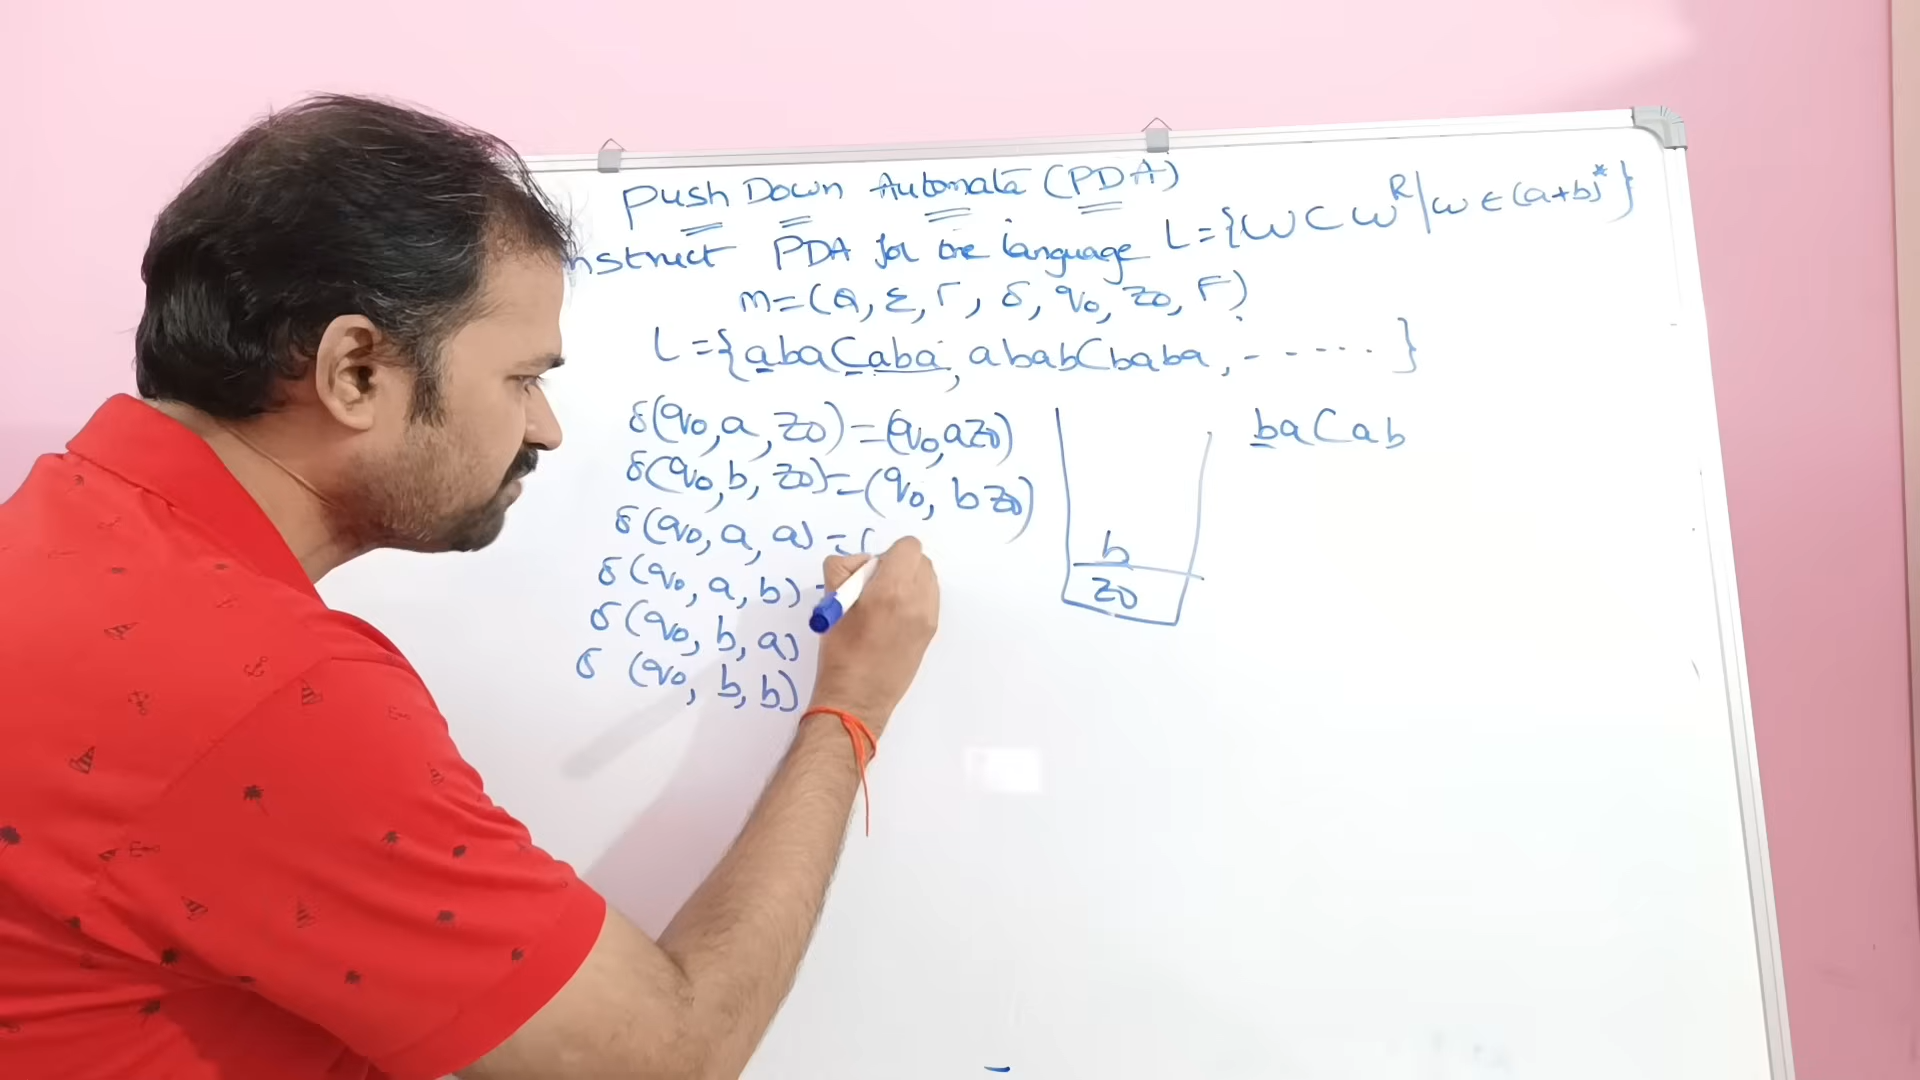 Push Down Automata (PDA)
nstruct PDA for the language L={WCW^R|W∈(a+b)*}
M=(Q, Σ, Γ, δ, q0, z0, F)
L={abaCaba, ababCbaba, ------}
δ(q0,a,z0)=(q0,az0)
δ(q0,b,z0)=(q0, bz0)
δ(q0,a,a)=(
δ(q0,a,b)
δ(q0,b,a)
δ(q0,b,b)
baCab
b
z0